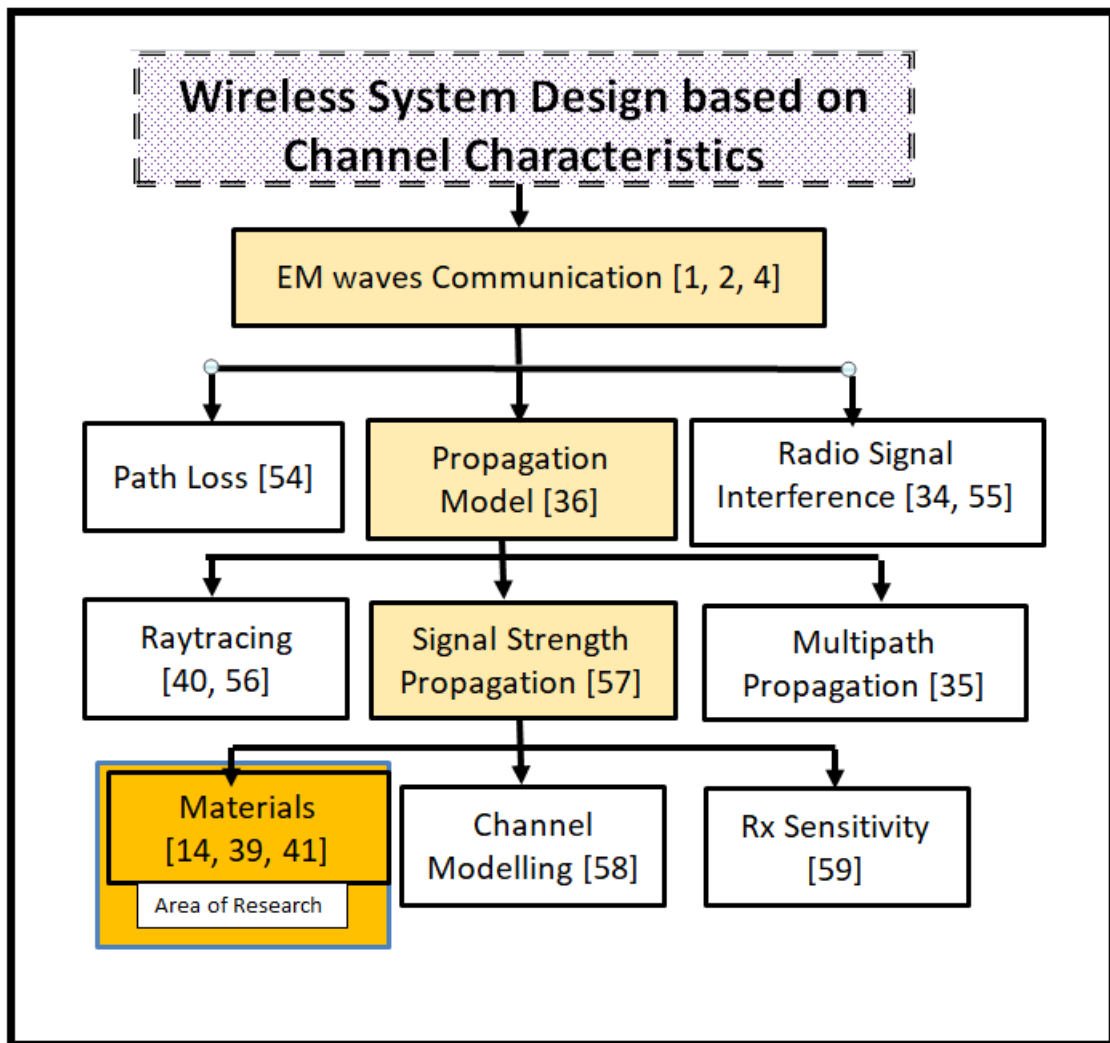 Wireless System Design based on
Channel Characteristics
EM waves Communication [1, 2, 4]
Path Loss [54]
Propagation
Model [36]
Radio Signal
Interference [34, 55]
Raytracing
[40, 56]
Signal Strength
Propagation [57]
Multipath
Propagation [35]
Materials
[14, 39, 41]
Area of Research
Channel
Modelling [58]
Rx Sensitivity
[59]